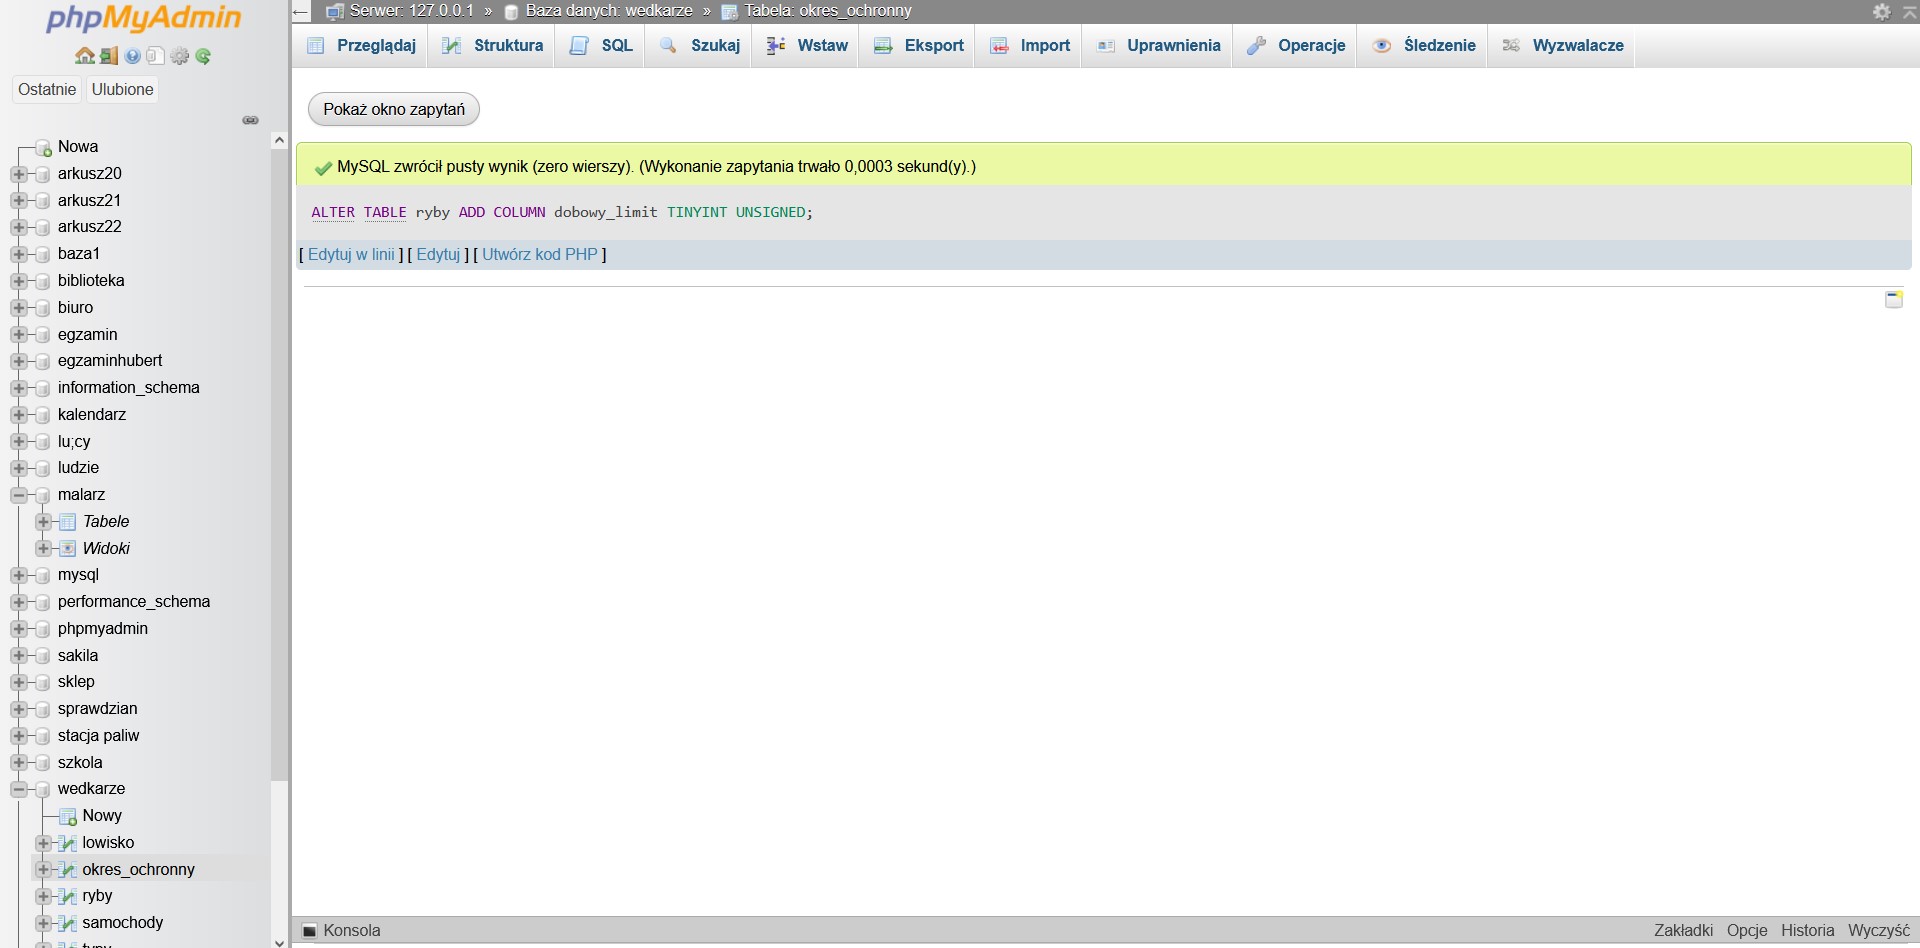 phpMyAdmin
Ostatnie Ulubione
Nowa
arkusz20
arkusz21
arkusz22
baza1
biblioteka
biuro
egzamin
egzaminhubert
information_schema
kalendarz
lu;cy
ludzie
malarz
Tabele
Widoki
mysql
performance_schema
phpmyadmin
sakila
sklep
sprawdzian
stacja paliw
szkola
wedkarze
Nowy
lowisko
okres_ochronny
ryby
samochody
Serwer: 127.0.0.1 » Baza danych: wedkarze » Tabela: okres_ochronny
Przeglądaj Struktura SQL Szukaj Wstaw Eksport Import Uprawnienia Operacje Śledzenie Wyzwalacze
Pokaż okno zapytań
MySQL zwrócił pusty wynik (zero wierszy). (Wykonanie zapytania trwało 0,0003 sekund(y).)
ALTER TABLE ryby ADD COLUMN dobowy_limit TINYINT UNSIGNED;
[ Edytuj w linii ] [ Edytuj ] [ Utwórz kod PHP ]
Konsola Zakładki Opcje Historia Wyczyść